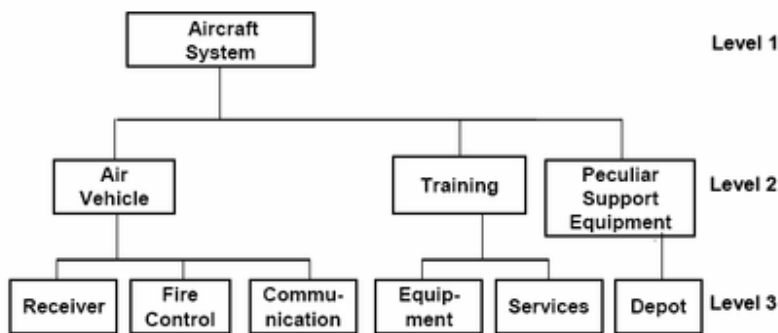 Aircraft
System
Level 1
Air
Vehicle
Training
Peculiar
Support
Equipment
Level 2
Receiver
Fire
Control
Commu-
nication
Equip-
ment
Services
Depot
Level 3